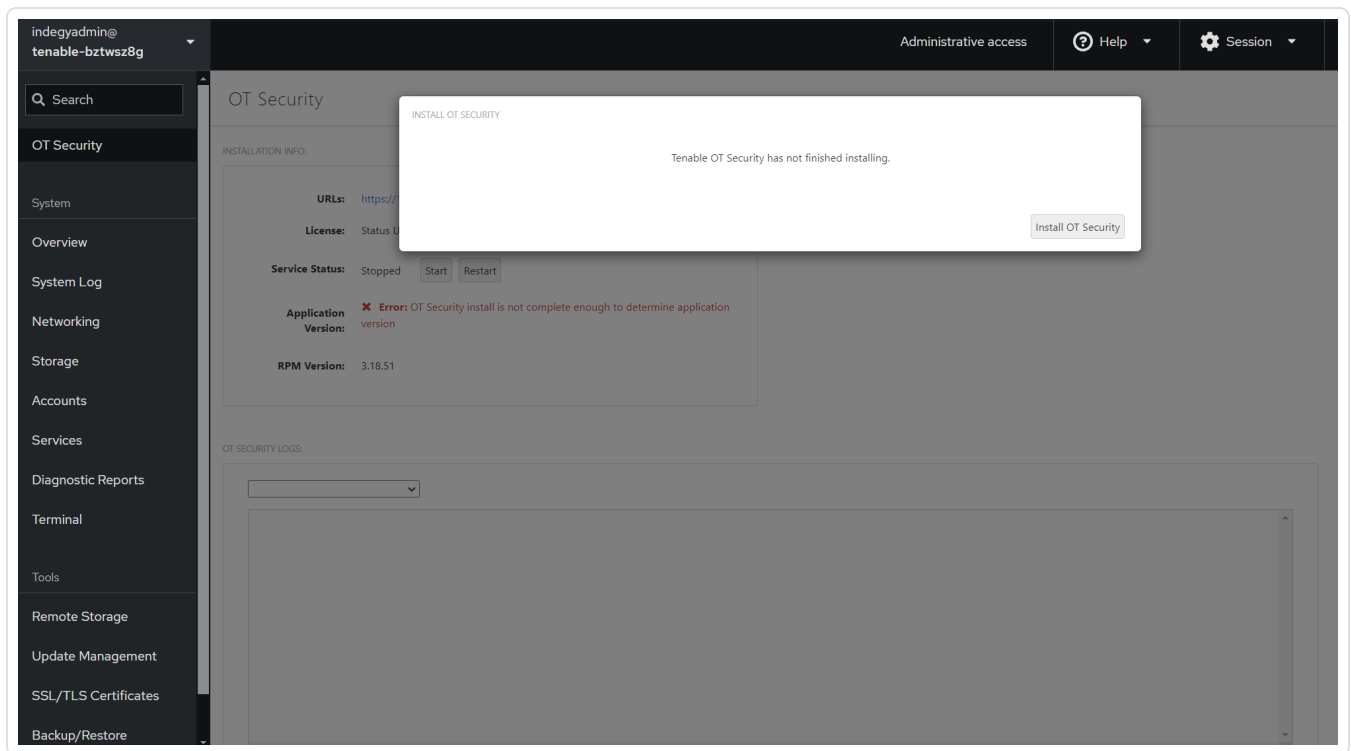 indegyadmin@
tenable-bztwsz8g
Administrative access
Help
Session
Search
OT Security
System
Overview
System Log
Networking
Storage
Accounts
Services
Diagnostic Reports
Terminal
Tools
Remote Storage
Update Management
SSL/TLS Certificates
Backup/Restore
OT Security
INSTALL OT SECURITY
Tenable OT Security has not finished installing.
Install OT Security
INSTALLATION INFO:
URLs: https://
License: Status U
Service Status: Stopped Start Restart
Application Version: Error: OT Security install is not complete enough to determine application
version
RPM Version: 3.18.51
OT SECURITY LOGS: